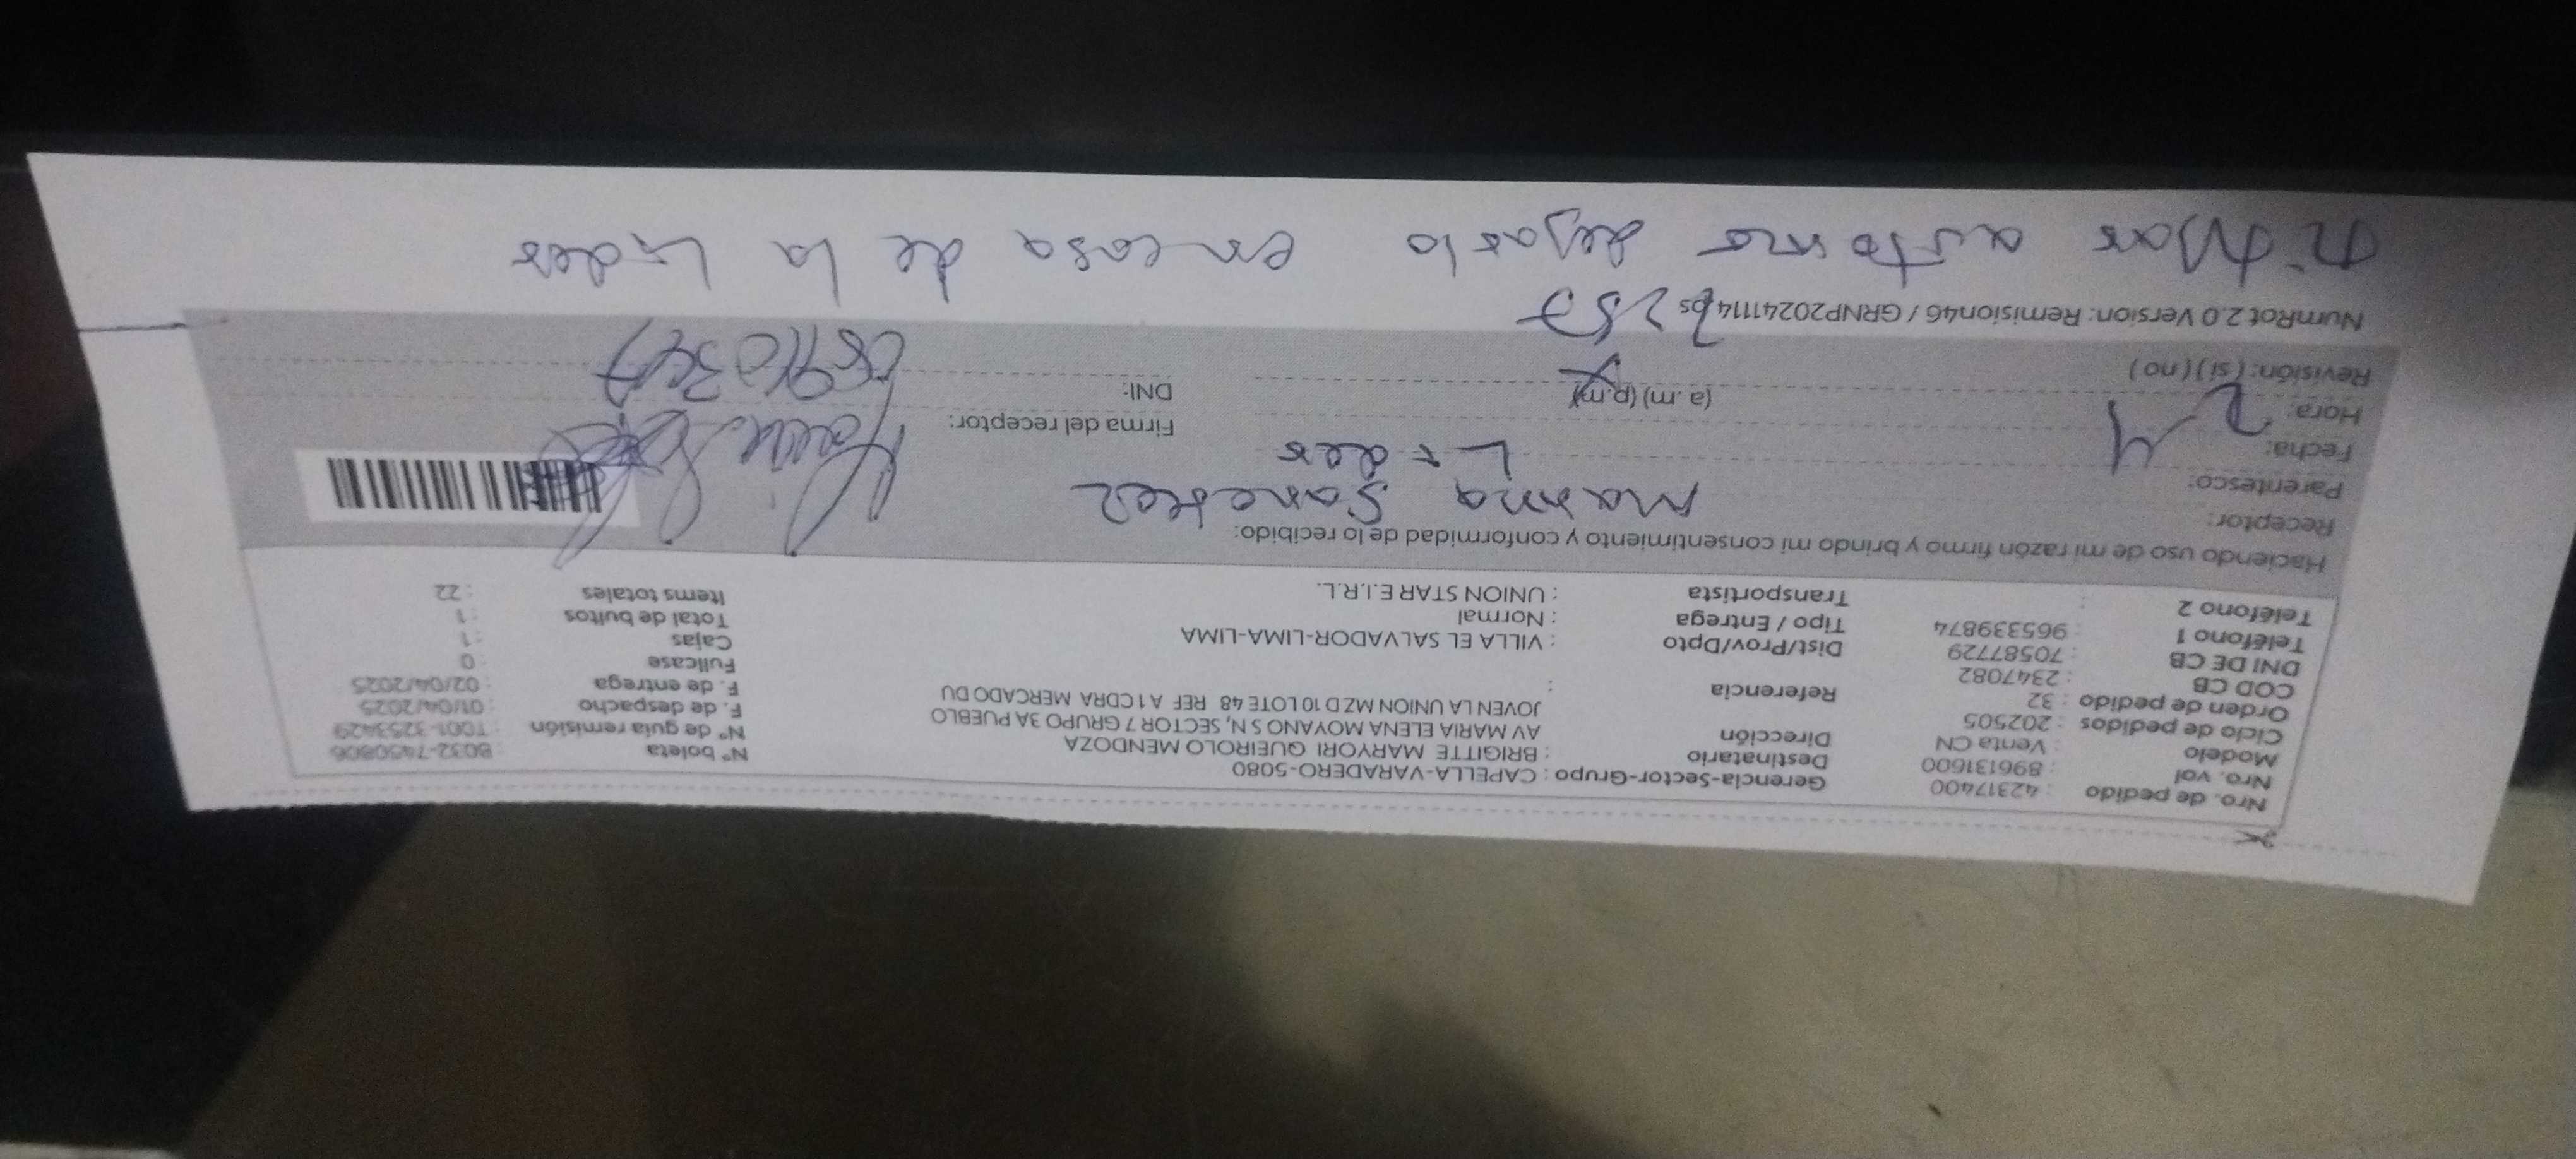 Nro. de pedido : 42317400
Nro. vol : 896131600
Modelo : Venta CN
Ciclo de pedidos : 202505
Orden de pedido : 32
COD CB : 2347082
DNI DE CB : 70587729
Teléfono 1 : 965339874
Teléfono 2 :
Gerencia-Sector-Grupo : CAPELLA-VARADERO-5080
Destinatario : BRIGITTE MARYORI QUEIROLO MENDOZA
Dirección AV MARIA ELENA MOYANO S N, SECTOR 7 GRUPO 3A PUEBLO
JOVEN LA UNION MZ D 10 LOTE 48 REF A 1 CDRA MERCADO DU
Referencia :
Dist/Prov/Dpto : VILLA EL SALVADOR-LIMA-LIMA
Tipo / Entrega : Normal
Transportista : UNION STAR E.I.R.L.
N° boleta : B032-7450806
N° de guía remisión : T001-3253429
F. de despacho : 01/04/2025
F. de entrega : 02/04/2025
Fullcase : 0
Cajas : 1
Total de bultos : 1
Items totales : 22
Haciendo uso de mi razón firmo y brindo mi consentimiento y conformidad de lo recibido:
Receptor: Marina Sanchez
Parentesco: Lider
Fecha: 2 4
Hora: (a. m) (p.m)
Revisión: ( si ) ( no )
Firma del receptor:
DNI:
NumRot 2.0 Version: Remision46 / GRNP20241114
dejarlo en casa de la Lider